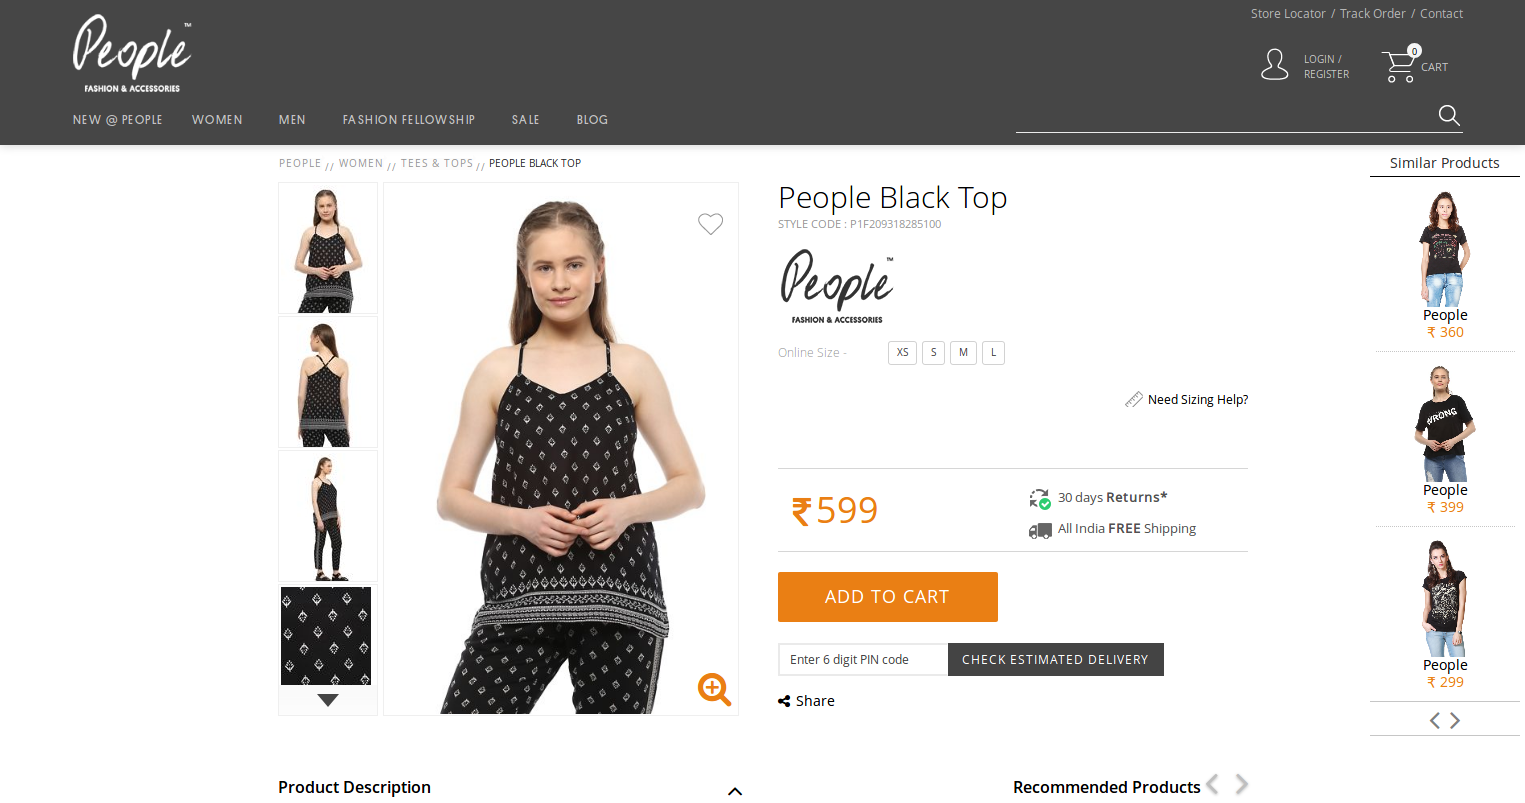 Store Locator / Track Order / Contact
People™
FASHION & ACCESSORIES
LOGIN /
REGISTER
0
CART
NEW @ PEOPLE
WOMEN
MEN
FASHION FELLOWSHIP
SALE
BLOG
PEOPLE // WOMEN // TEES & TOPS // PEOPLE BLACK TOP
People Black Top
STYLE CODE : P1F209318285100
People™
FASHION & ACCESSORIES
Online Size -
XS
S
M
L
Need Sizing Help?
₹ 599
30 days Returns*
All India FREE Shipping
ADD TO CART
Enter 6 digit PIN code
CHECK ESTIMATED DELIVERY
Share
Similar Products
People
₹ 360
WRONG
People
₹ 399
People
₹ 299
Product Description
Recommended Products